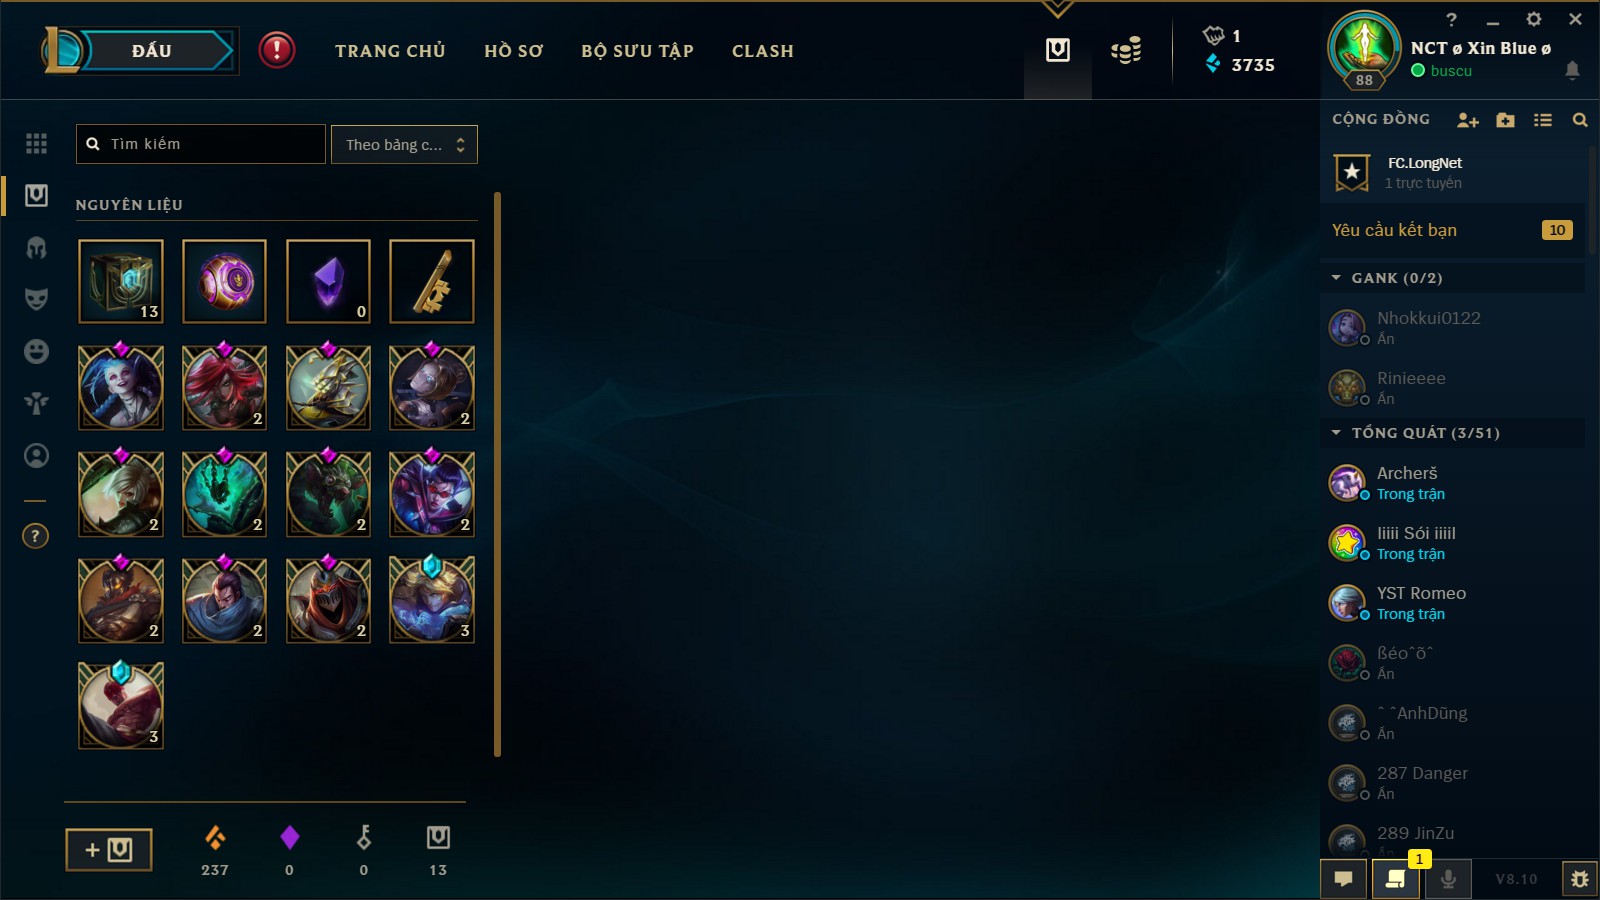 ĐẤU
TRANG CHỦ
HỒ SƠ
BỘ SƯU TẬP
CLASH
1
3735
88
NCT ø Xin Blue ø
buscu
Tìm kiếm
Theo bảng c...
NGUYÊN LIỆU
13
0
2
2
2
2
2
2
2
2
2
3
3
237
0
0
13
CỘNG ĐỒNG
FC.LongNet
1 trực tuyến
Yêu cầu kết bạn
10
GANK (0/2)
Nhokkui0122
Ẩn
Rinieeee
Ẩn
TỔNG QUÁT (3/51)
Archerš
Trong trận
Iiiii Sói iiiil
Trong trận
YST Romeo
Trong trận
ßéoˆõˆ
Ẩn
ˆ ˆAnhDũng
Ẩn
287 Danger
Ẩn
289 JinZu
Ẩn
1
V8.10